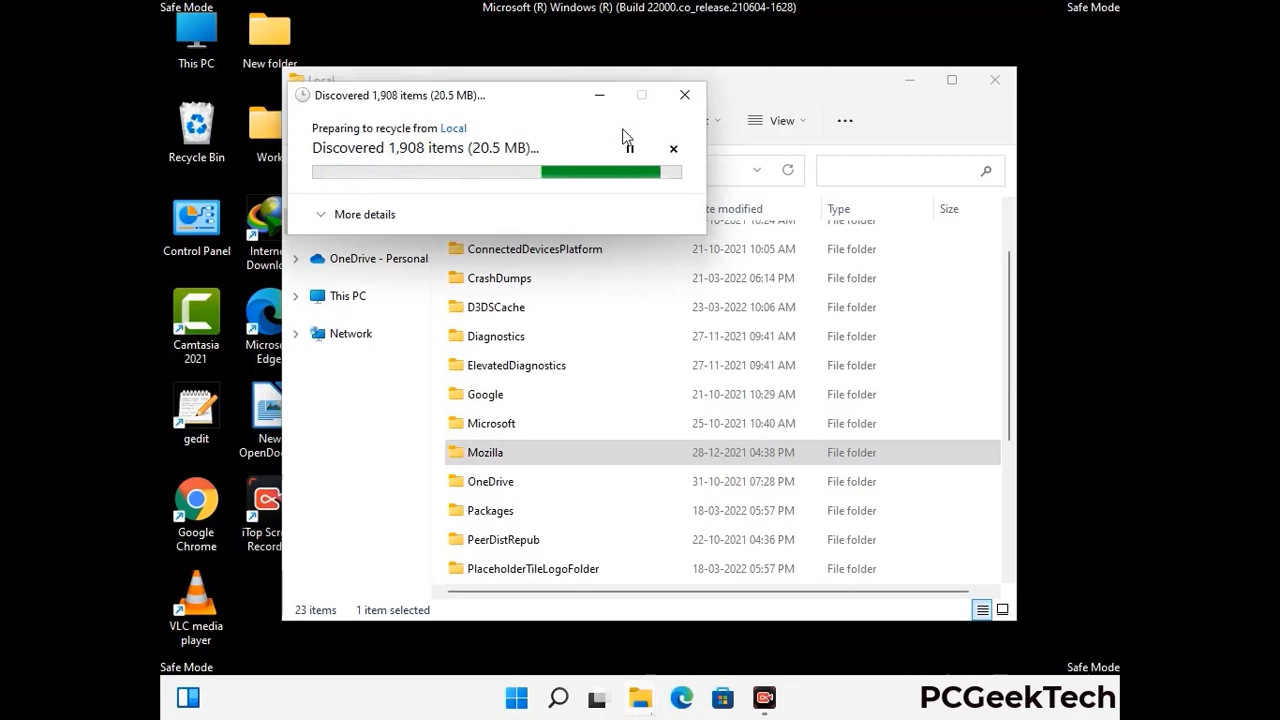 Safe Mode
Microsoft (R) Windows (R) (Build 22000.co_release.210604-1628)
Safe Mode
This PC
New folder
Recycle Bin
Work
Control Panel
Intern
Downlo
Camtasia
2021
Micros
Edge
gedit
New
OpenDo
Google
Chrome
iTop Scr
Record
VLC media
player
Local
Discovered 1,908 items (20.5 MB)...
Preparing to recycle from Local
Discovered 1,908 items (20.5 MB)...
More details
View
te modified
Type
Size
File folder
OneDrive - Personal
This PC
Network
ConnectedDevicesPlatform 21-10-2021 10:05 AM File folder
CrashDumps 21-03-2022 06:14 PM File folder
D3DSCache 23-03-2022 10:06 AM File folder
Diagnostics 27-11-2021 09:41 AM File folder
ElevatedDiagnostics 27-11-2021 09:41 AM File folder
Google 21-10-2021 10:29 AM File folder
Microsoft 25-10-2021 10:40 AM File folder
Mozilla 28-12-2021 04:38 PM File folder
OneDrive 31-10-2021 07:28 PM File folder
Packages 18-03-2022 05:57 PM File folder
PeerDistRepub 22-10-2021 04:36 PM File folder
PlaceholderTileLogoFolder 18-03-2022 05:57 PM File folder
23 items
1 item selected
Safe Mode
Safe Mode
PCGeekTech